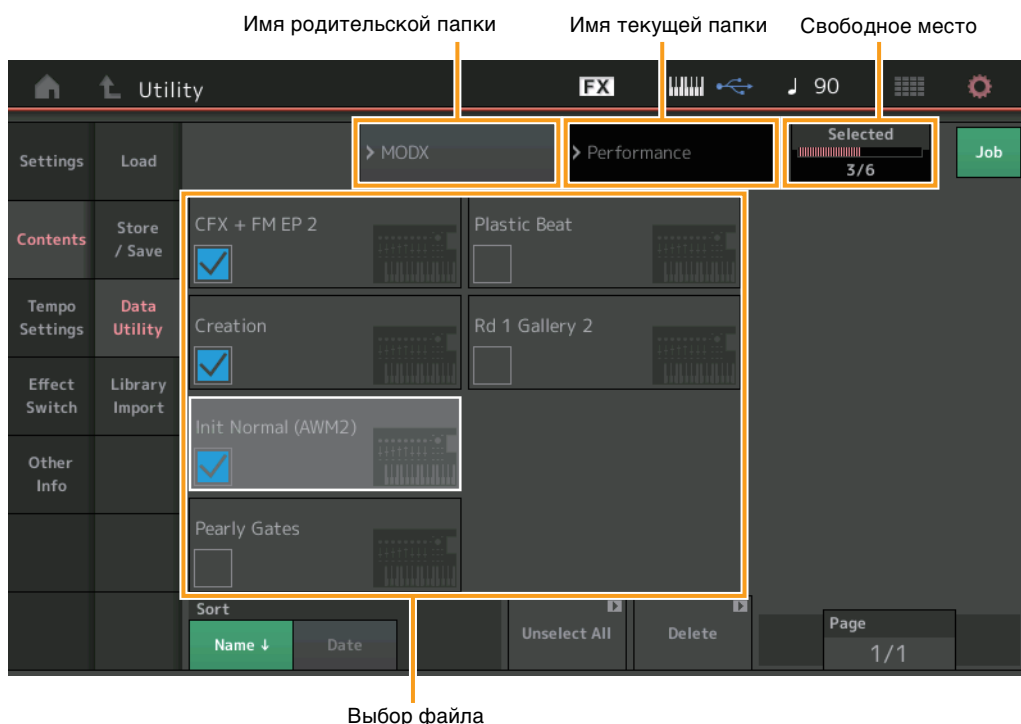 Имя родительской папки
Имя текущей папки
Свободное место
Utility
FX
90
Settings
Load
MODX
Performance
Selected
3/6
Job
Contents
Store
/ Save
CFX + FM EP 2
Plastic Beat
Tempo
Settings
Data
Utility
Creation
Rd 1 Gallery 2
Effect
Switch
Library
Import
Init Normal (AWM2)
Other
Info
Pearly Gates
Sort
Name ↓
Date
Unselect All
Delete
Page
1/1
Выбор файла